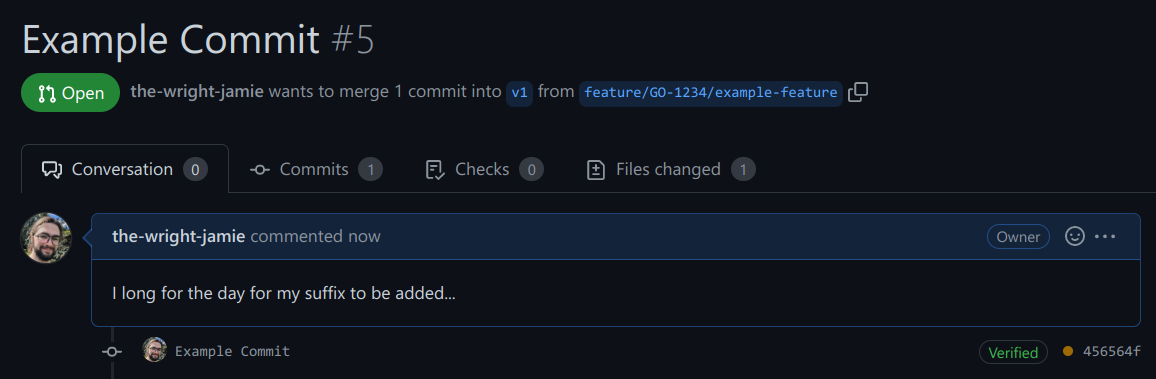 Example Commit #5
Open the-wright-jamie wants to merge 1 commit into v1 from feature/GO-1234/example-feature
Conversation 0 Commits 1 Checks 0 Files changed 1
the-wright-jamie commented now Owner
I long for the day for my suffix to be added...
Example Commit Verified 456564f